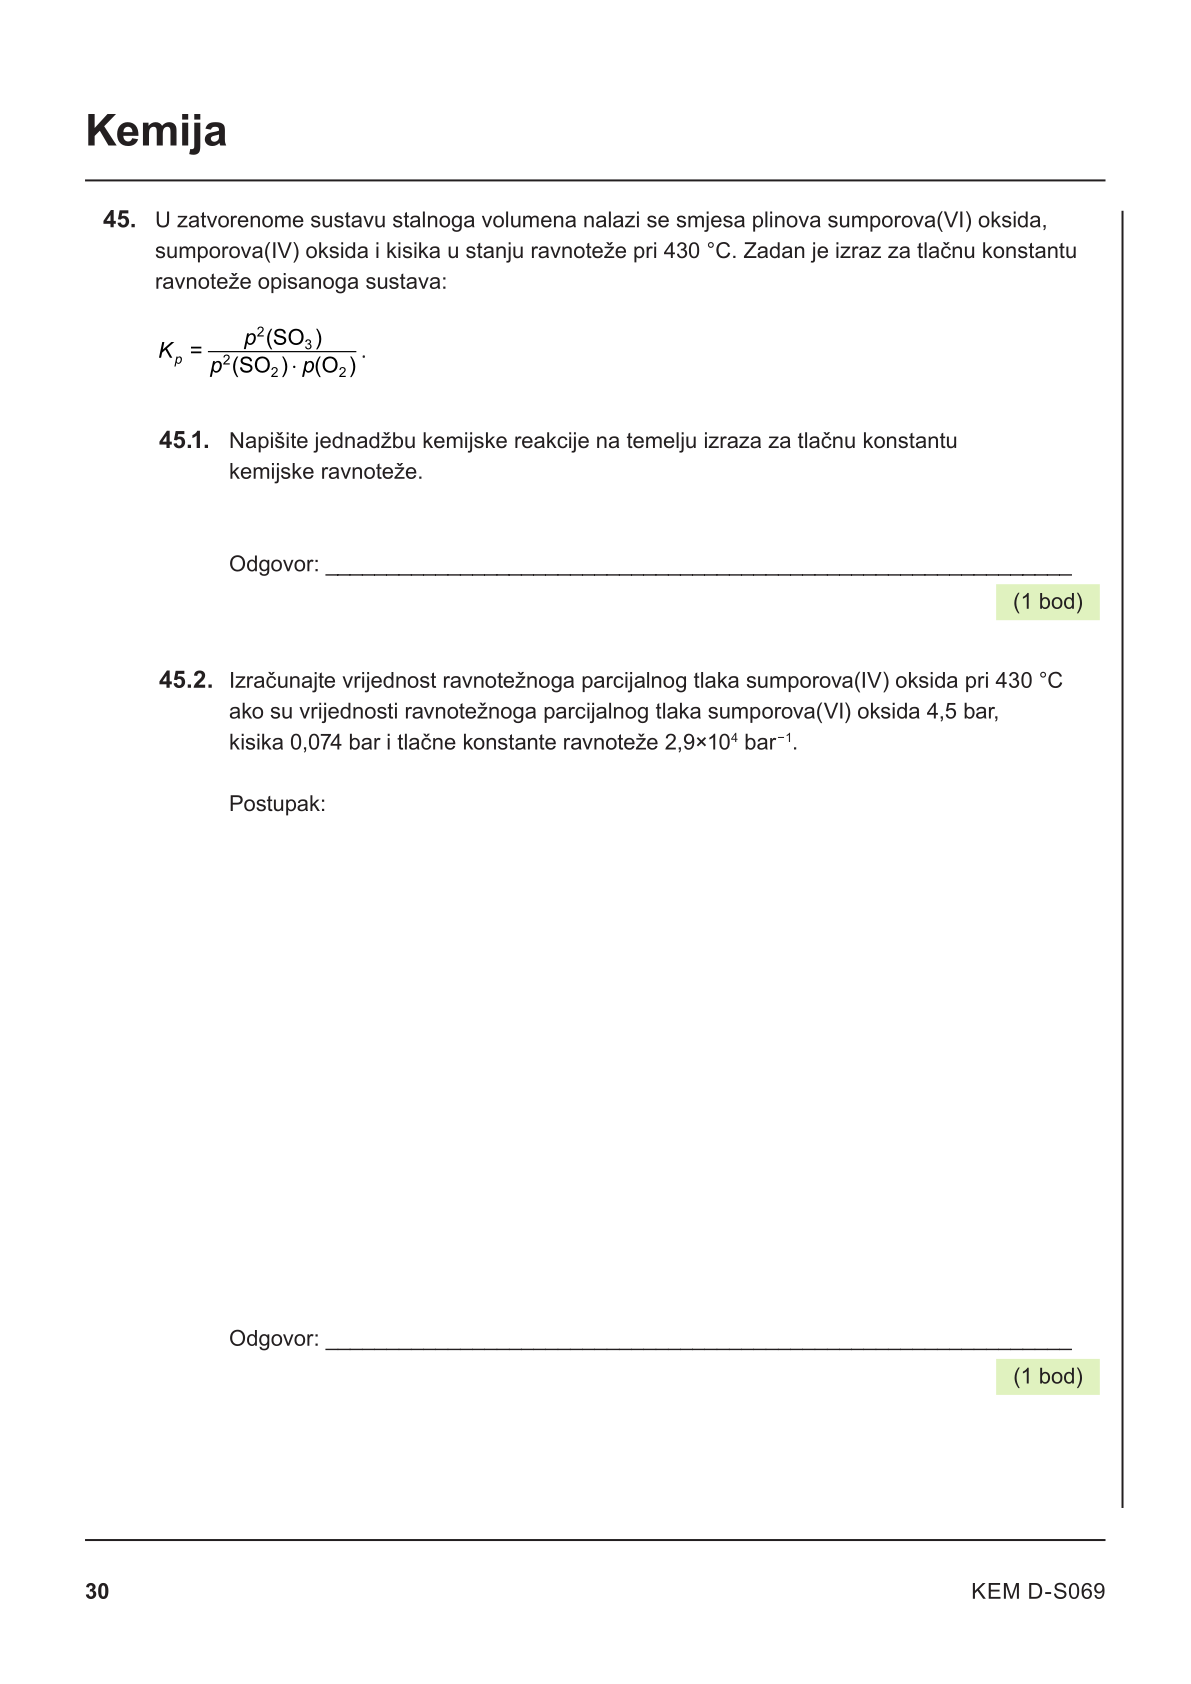 Kemija
45. U zatvorenome sustavu stalnoga volumena nalazi se smjesa plinova sumporova(VI) oksida,
sumporova(IV) oksida i kisika u stanju ravnoteže pri 430 °C. Zadan je izraz za tlačnu konstantu
ravnoteže opisanoga sustava:
K_p = p²(SO₃) / p²(SO₂) · p(O₂) .
45.1. Napišite jednadžbu kemijske reakcije na temelju izraza za tlačnu konstantu
kemijske ravnoteže.
Odgovor: ______________________________________________________________
(1 bod)
45.2. Izračunajte vrijednost ravnotežnoga parcijalnog tlaka sumporova(IV) oksida pri 430 °C
ako su vrijednosti ravnotežnoga parcijalnog tlaka sumporova(VI) oksida 4,5 bar,
kisika 0,074 bar i tlačne konstante ravnoteže 2,9×10⁴ bar⁻¹.
Postupak:
Odgovor: ______________________________________________________________
(1 bod)
30
KEM D-S069